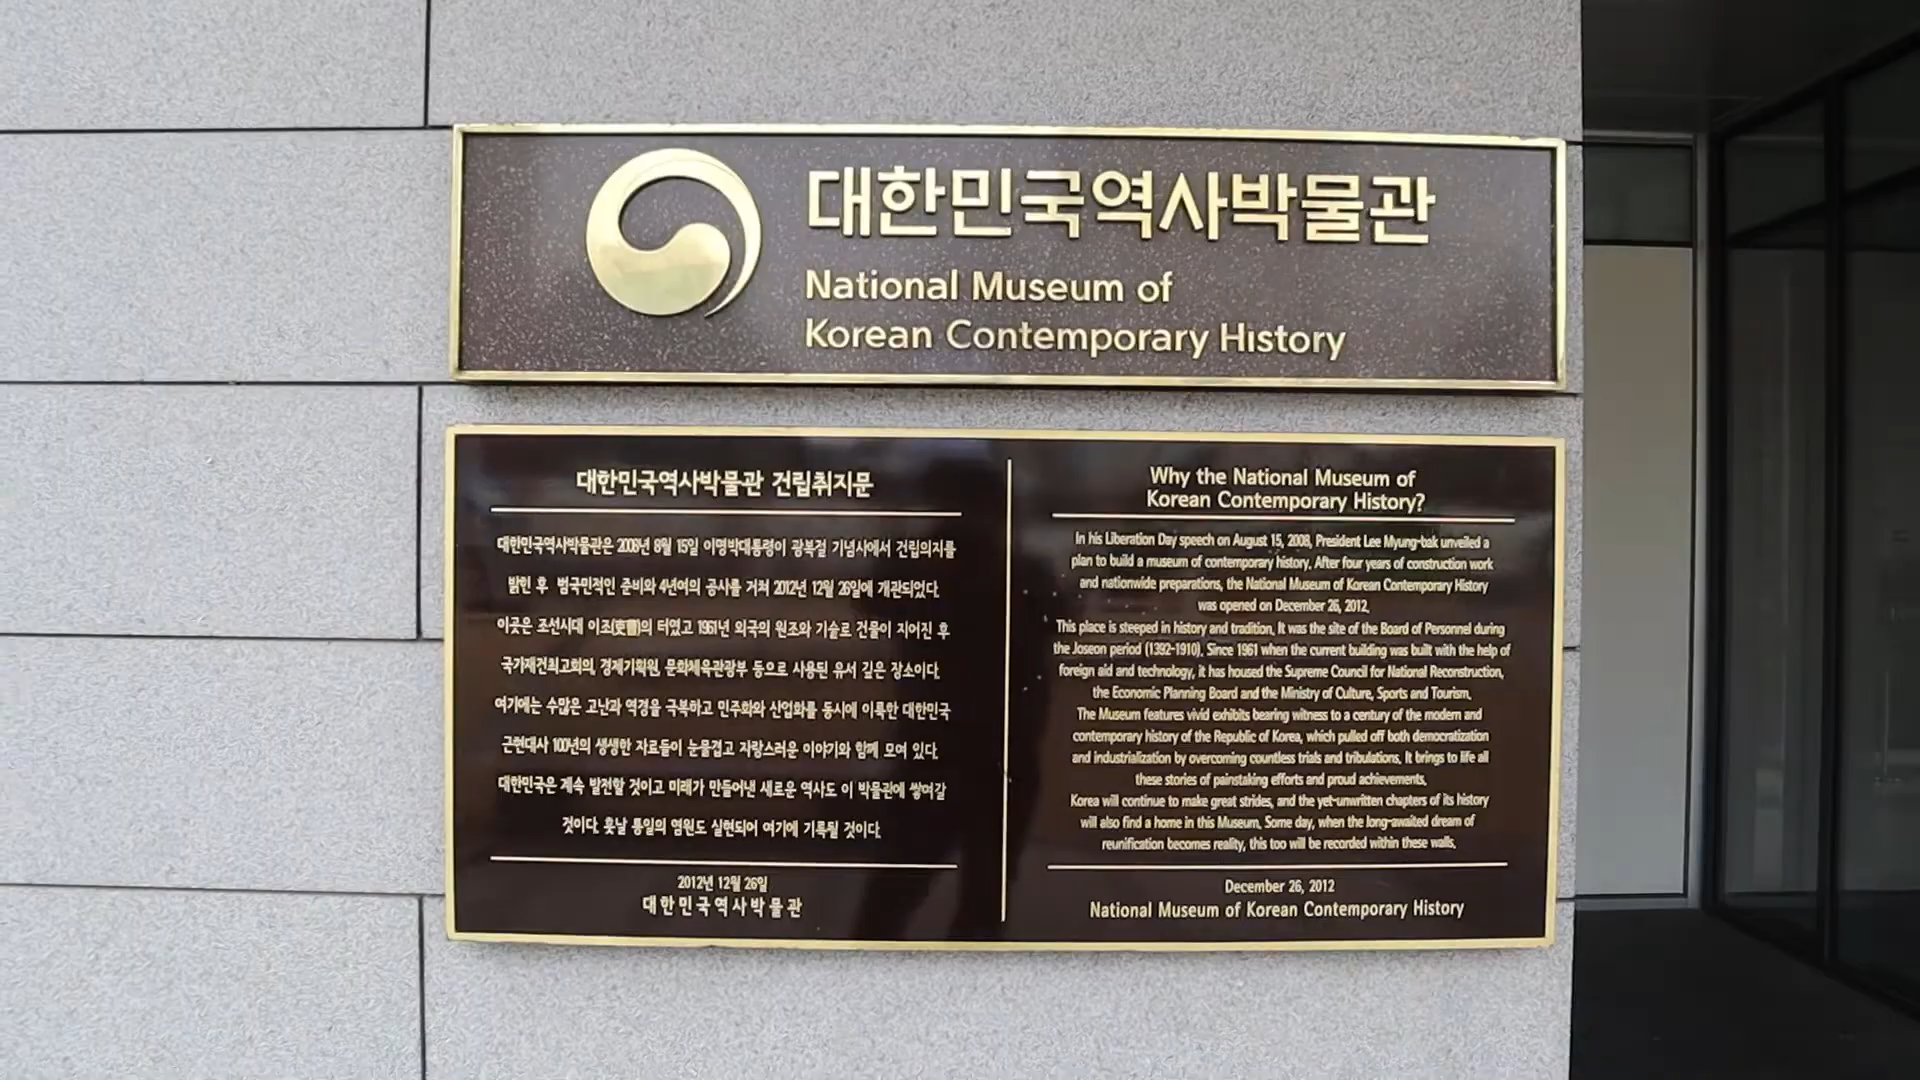 대한민국역사박물관
National Museum of
Korean Contemporary History
대한민국역사박물관 건립취지문
대한민국역사박물관은 2008년 8월 15일 이명박대통령이 광복절 기념사에서 건립의지를
밝힌 후 범국민적인 준비와 4년여의 공사를 거쳐 2012년 12월 26일에 개관되었다.
이곳은 조선시대 이조(吏曹)의 터였고 1961년 외국의 원조와 기술로 건물이 지어진 후
국가재건최고회의, 경제기획원, 문화체육관광부 등으로 사용된 유서 깊은 장소이다.
여기에는 수많은 고난과 역경을 극복하고 민주화와 산업화를 동시에 이룩한 대한민국
근현대사 100년의 생생한 자료들이 눈물겹고 자랑스러운 이야기와 함께 모여 있다.
대한민국은 계속 발전할 것이고 미래가 만들어낸 새로운 역사도 이 박물관에 쌓여갈
것이다. 훗날 통일의 염원도 실현되어 여기에 기록될 것이다.
2012년 12월 26일
대한민국역사박물관
Why the National Museum of
Korean Contemporary History?
In his Liberation Day speech on August 15, 2008, President Lee Myung-bak unveiled a
plan to build a museum of contemporary history. After four years of construction work
and nationwide preparations, the National Museum of Korean Contemporary History
was opened on December 26, 2012.
This place is steeped in history and tradition. It was the site of the Board of Personnel during
the Joseon period (1392-1910). Since 1961 when the current building was built with the help of
foreign aid and technology, it has housed the Supreme Council for National Reconstruction,
the Economic Planning Board and the Ministry of Culture, Sports and Tourism.
The Museum features vivid exhibits bearing witness to a century of the modern and
contemporary history of the Republic of Korea, which pulled off both democratization
and industrialization by overcoming countless trials and tribulations. It brings to life all
these stories of painstaking efforts and proud achievements.
Korea will continue to make great strides, and the yet-unwritten chapters of its history
will also find a home in this Museum. Some day, when the long-awaited dream of
reunification becomes reality, this too will be recorded within these walls.
December 26, 2012
National Museum of Korean Contemporary History